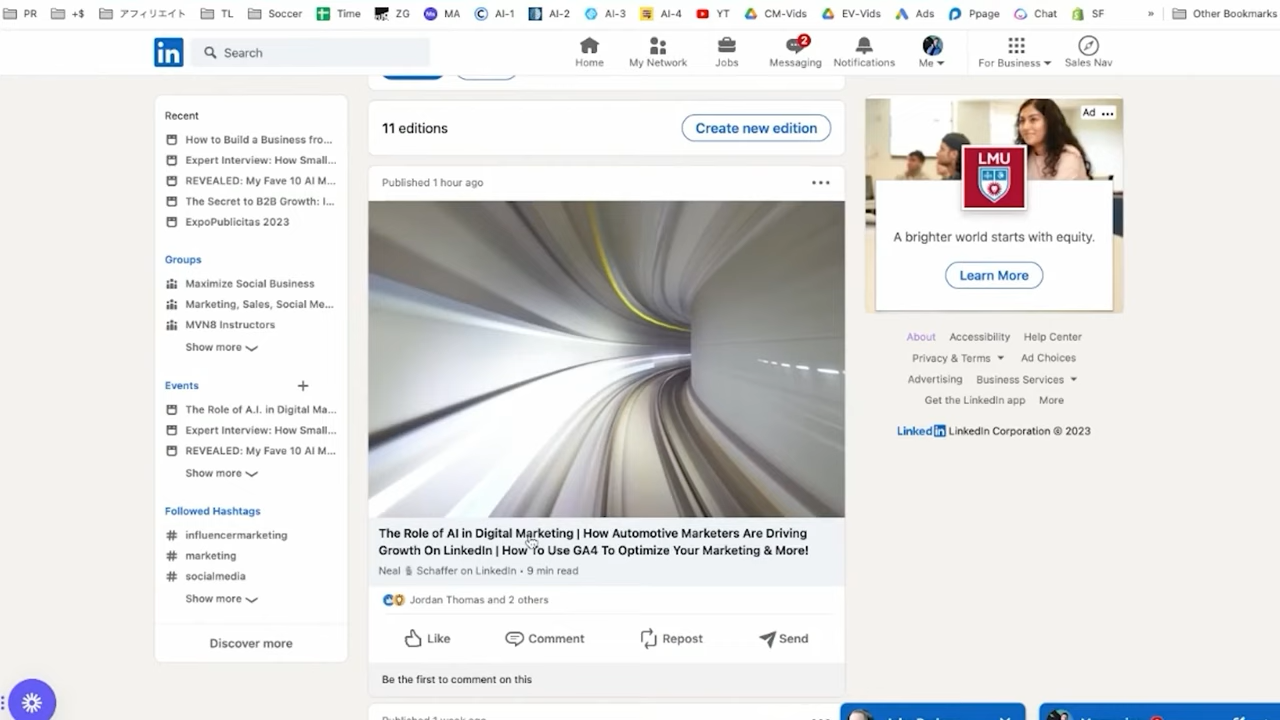 PR
+$
アフィリエイト
TL
Soccer
Time
ZG
MA
AI-1
AI-2
AI-3
AI-4
YT
CM-Vids
EV-Vids
Ads
Ppage
Chat
SF
»
Other Bookmarks
in
Search
Home
My Network
Jobs
2
Messaging
Notifications
Me
For Business
Sales Nav
Recent
How to Build a Business fro...
Expert Interview: How Small...
REVEALED: My Fave 10 AI M...
The Secret to B2B Growth: I...
ExpoPublicitas 2023
Groups
Maximize Social Business
Marketing, Sales, Social Me...
MVN8 Instructors
Show more
Events +
The Role of A.I. in Digital Ma...
Expert Interview: How Small...
REVEALED: My Fave 10 AI M...
Show more
Followed Hashtags
# influencermarketing
# marketing
# socialmedia
Show more
Discover more
11 editions
Create new edition
Published 1 hour ago
The Role of AI in Digital Marketing | How Automotive Marketers Are Driving
Growth On LinkedIn | How To Use GA4 To Optimize Your Marketing & More!
Neal Schaffer on LinkedIn • 9 min read
Jordan Thomas and 2 others
Like
Comment
Repost
Send
Be the first to comment on this
Published 1 week ago
Ad
LMU
A brighter world starts with equity.
Learn More
About Accessibility Help Center
Privacy & Terms Ad Choices
Advertising Business Services
Get the LinkedIn app More
LinkedIn LinkedIn Corporation © 2023